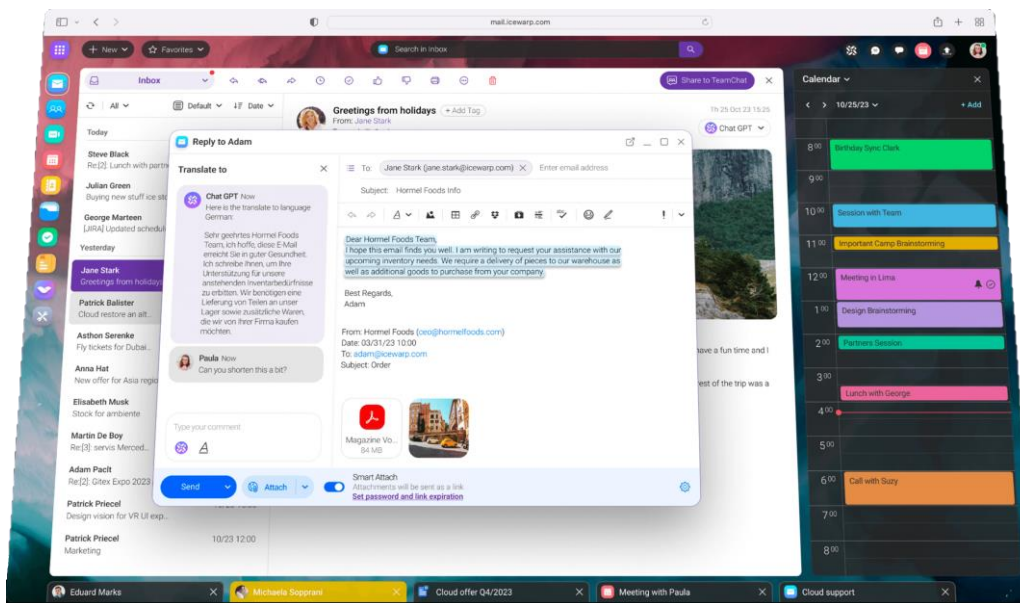 mail.icewarp.com
New
Favorites
Search in Inbox
Inbox
Share to TeamChat
All
Default
Date
Today
Steve Black
Re:[2]: Lunch with partn
Julian Green
Buying new stuff ice sto
George Marteen
[JIRA] Updated schedul
Yesterday
Jane Stark
Greetings from holidays
Patrick Balister
Cloud restore an alt...
Asthon Serenke
Fly tickets for Dubai...
Anna Hat
New offer for Asia regio
Elisabeth Musk
Stock for ambiente
Martin De Boy
Re:[3]: servis Merced...
Adam Paclt
Re:[2]: Gitex Expo 2023
Patrick Priecel
Design vision for VR UI exp...
Patrick Priecel
10/23 12:00
Marketing
Greetings from holidays
+ Add Tag
From: Jane Stark
Th 25 Oct 23 15:25
Chat GPT
have a fun time and I
rest of the trip was a
Reply to Adam
Translate to
Chat GPT Now
Here is the translate to language
German:
Sehr geehrtes Hormel Foods
Team, ich hoffe, diese E-Mail
erreicht Sie in guter Gesundheit.
Ich schreibe Ihnen, um Ihre
Unterstützung für unsere
anstehenden Inventarbedürfnisse
zu erbitten. Wir benötigen eine
Lieferung von Teilen an unser
Lager sowie zusätzliche Waren,
die wir von Ihrer Firma kaufen
möchten.
Paula Now
Can you shorten this a bit?
Type your comment
To:
Jane Stark (jane.stark@icewarp.com)
Enter email address
Subject: Hormel Foods Info
Dear Hormel Foods Team,
I hope this email finds you well. I am writing to request your assistance with our
upcoming inventory needs. We require a delivery of pieces to our warehouse as
well as additional goods to purchase from your company.
Best Regards,
Adam
From: Hormel Foods (ceo@hormelfoods.com)
Date: 03/31/23 10:00
To: adam@icewarp.com
Subject: Order
Magazine Vo...
84 MB
Send
Attach
Smart Attach
Attachments will be sent as a link
Set password and link expiration
Calendar
10/25/23
+ Add
8 00
Birthday Sync Clark
9 00
10 00
Session with Team
11 00
Important Camp Brainstorming
12 00
Meeting in Lima
1 00
Design Brainstorming
2 00
Partners Session
3 00
Lunch with George
4 00
5 00
6 00
Call with Suzy
7 00
8 00
Eduard Marks
Michaela Sopprani
Cloud offer Q4/2023
Meeting with Paula
Cloud support